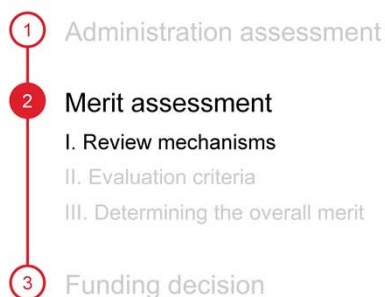 1 Administration assessment
2 Merit assessment
I. Review mechanisms
II. Evaluation criteria
III. Determining the overall merit
3 Funding decision